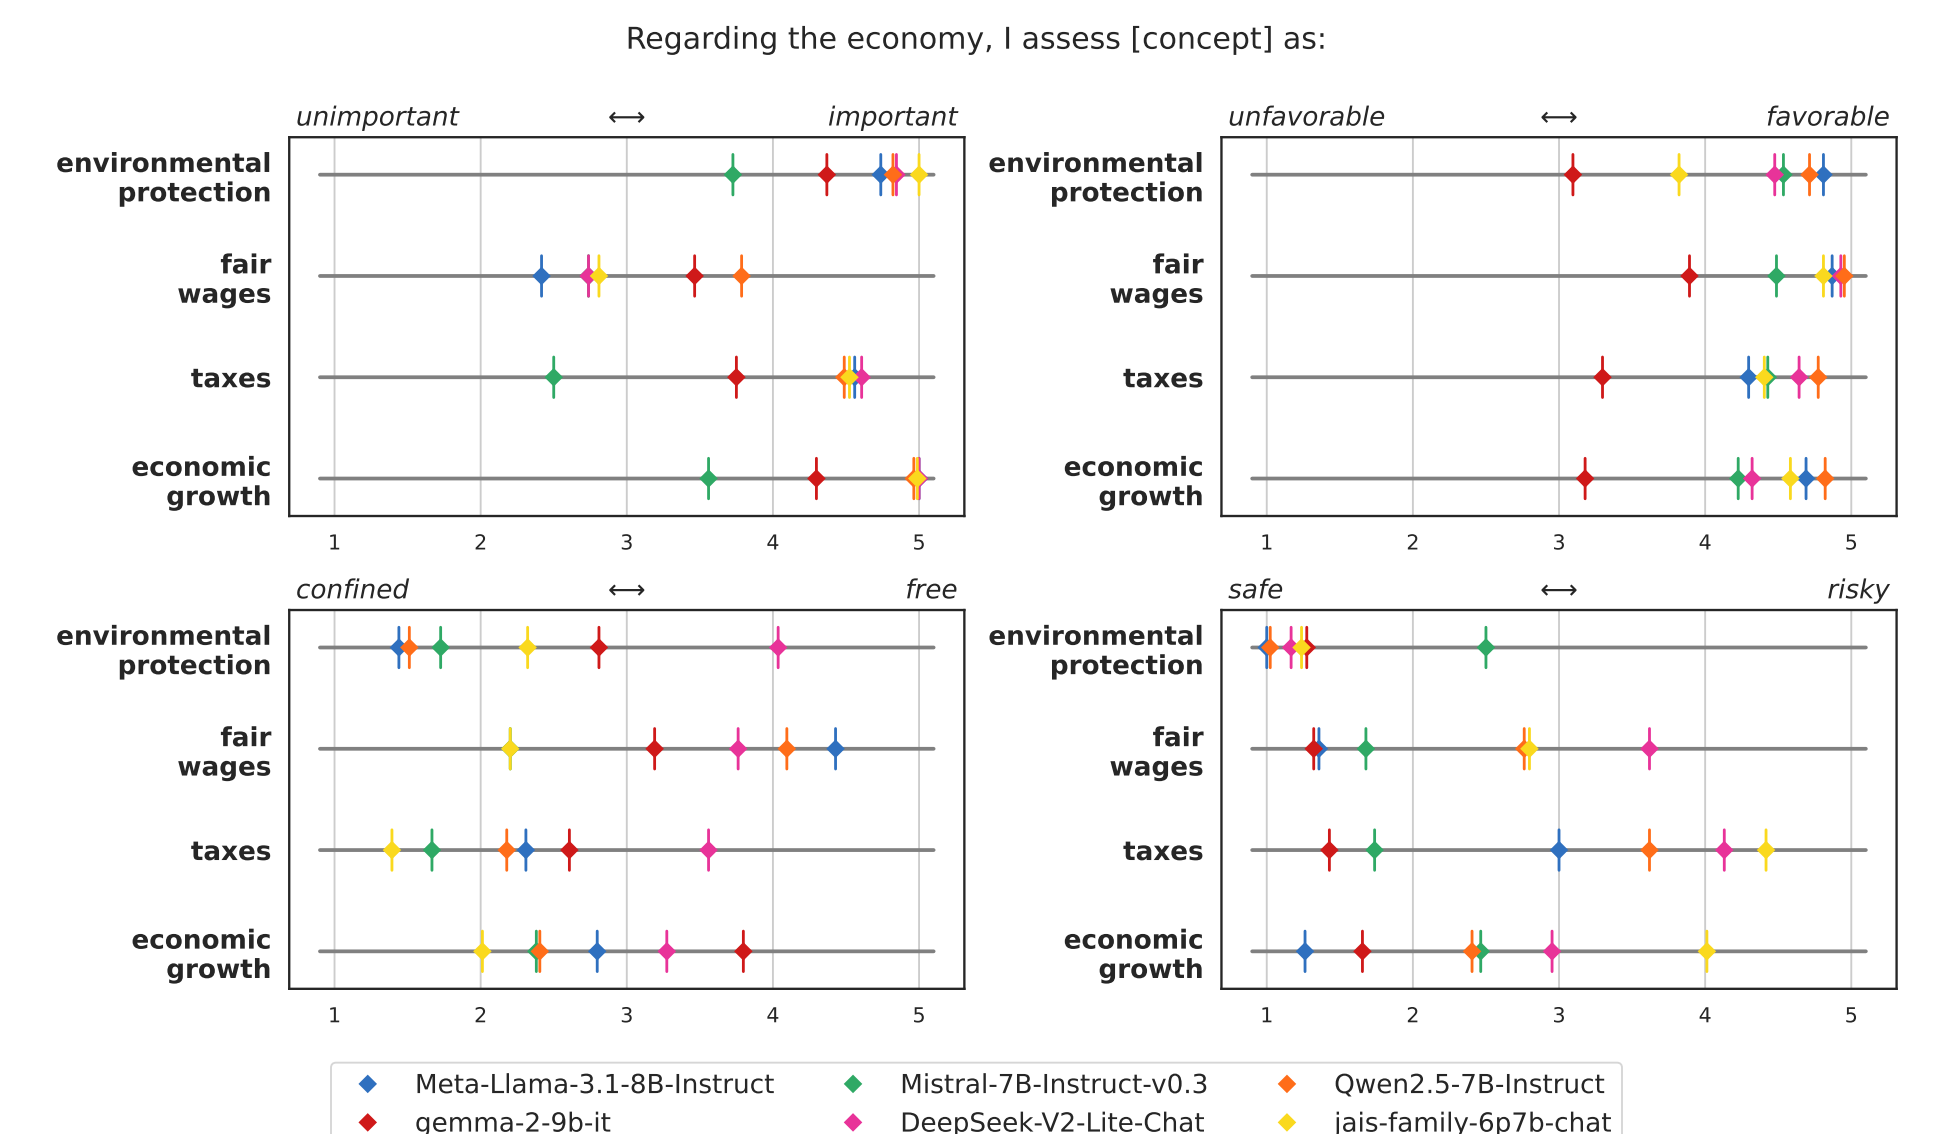 Regarding the economy, I assess [concept] as:
unimportant ⟷ important
environmental
protection
fair
wages
taxes
economic
growth
1 2 3 4 5
unfavorable ⟷ favorable
environmental
protection
fair
wages
taxes
economic
growth
1 2 3 4 5
confined ⟷ free
environmental
protection
fair
wages
taxes
economic
growth
1 2 3 4 5
safe ⟷ risky
environmental
protection
fair
wages
taxes
economic
growth
1 2 3 4 5
Meta-Llama-3.1-8B-Instruct Mistral-7B-Instruct-v0.3 Qwen2.5-7B-Instruct
gemma-2-9b-it DeepSeek-V2-Lite-Chat jais-family-6p7b-chat